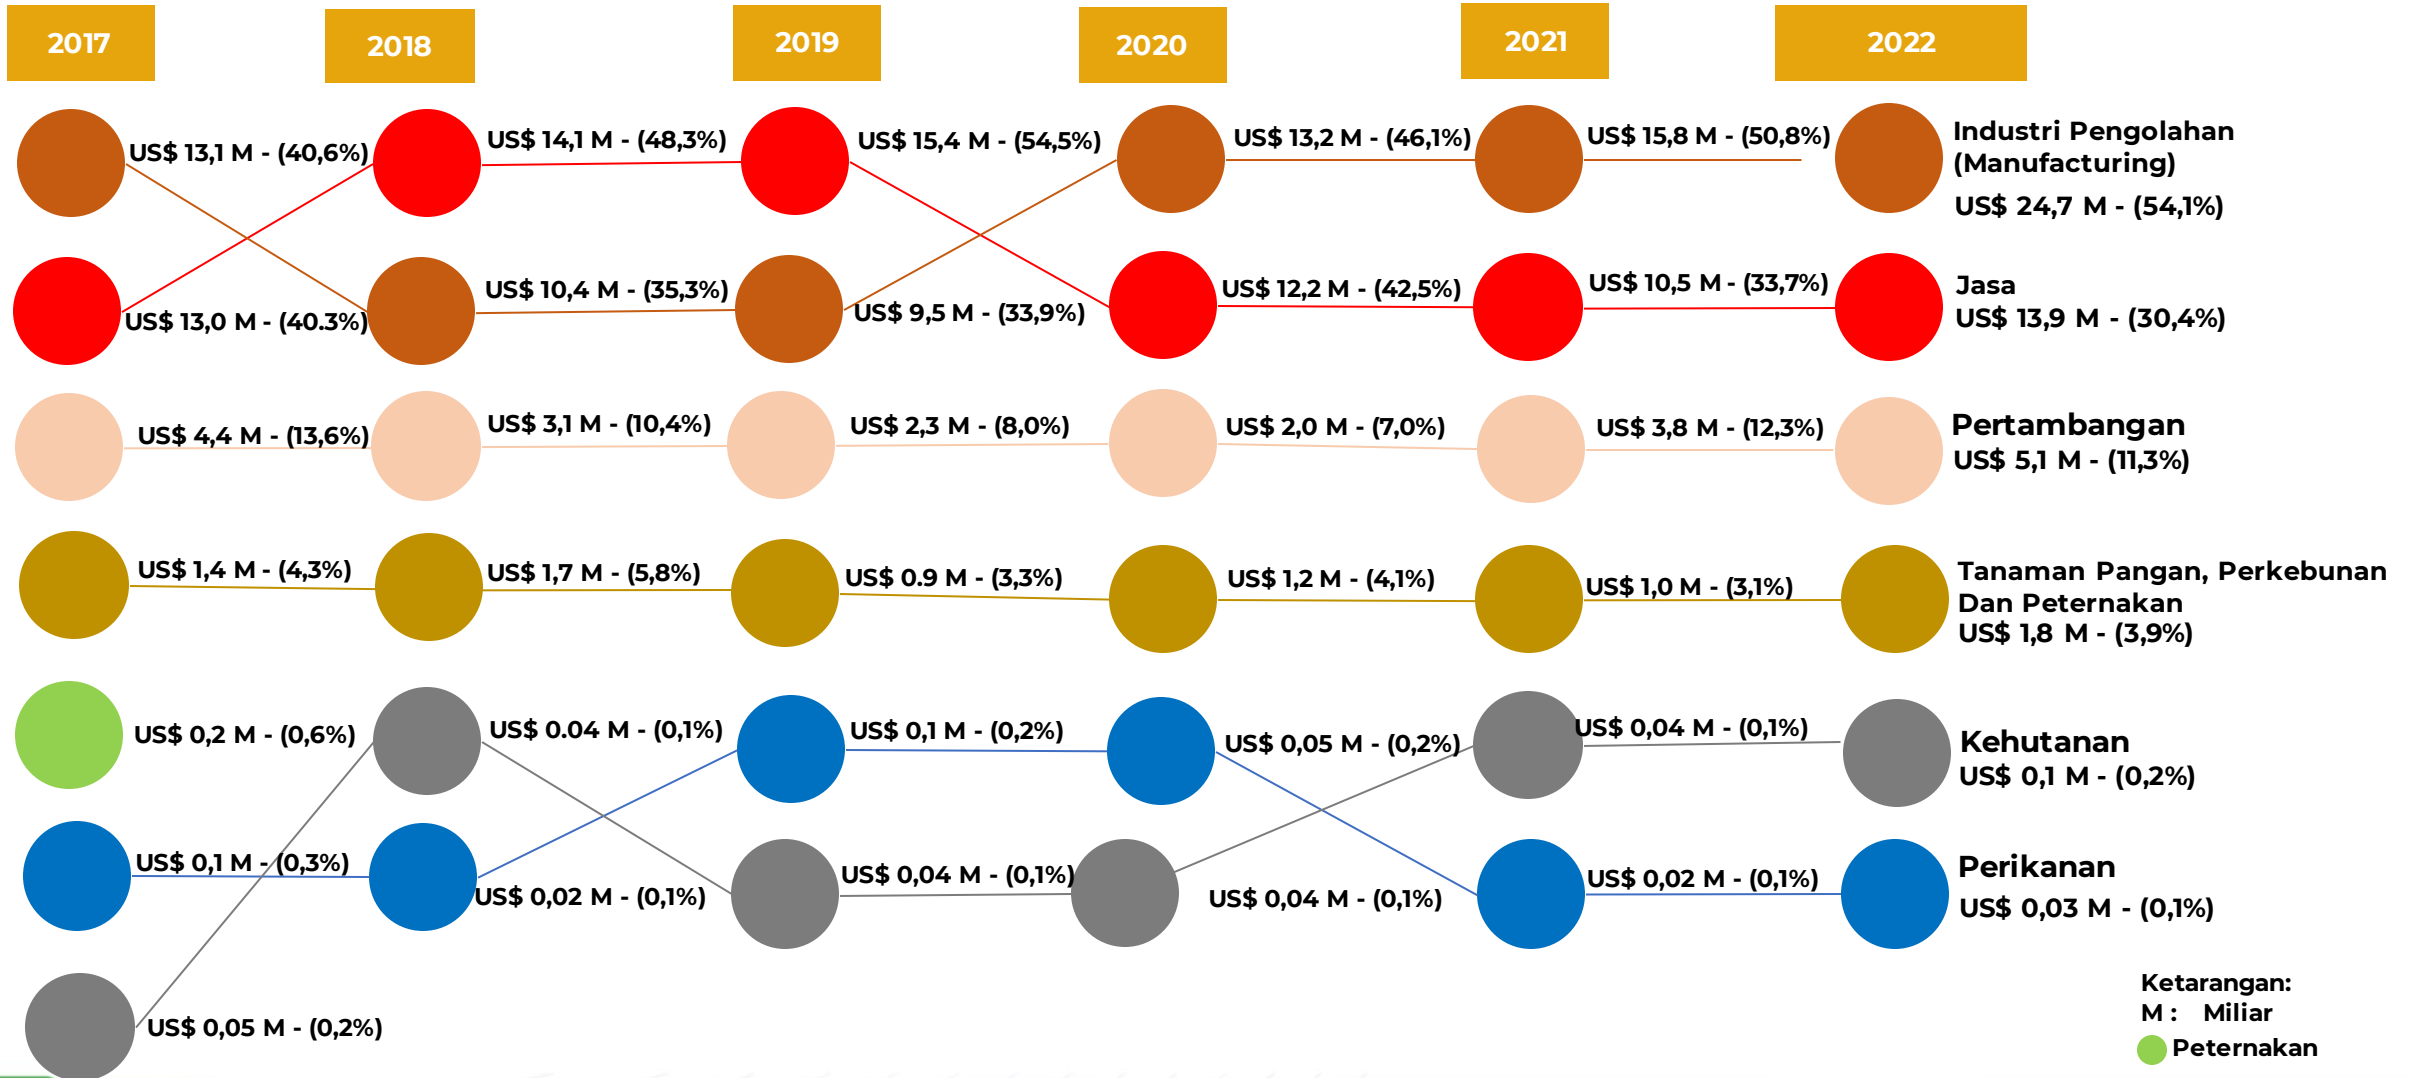 2017
2018
2019
2020
2021
2022
US$ 13,1 M - (40,6%)
US$ 14,1 M - (48,3%)
US$ 15,4 M - (54,5%)
US$ 13,2 M - (46,1%)
US$ 15,8 M - (50,8%)
Industri Pengolahan
(Manufacturing)
US$ 24,7 M - (54,1%)
US$ 13,0 M - (40.3%)
US$ 10,4 M - (35,3%)
US$ 9,5 M - (33,9%)
US$ 12,2 M - (42,5%)
US$ 10,5 M - (33,7%)
Jasa
US$ 13,9 M - (30,4%)
US$ 4,4 M - (13,6%)
US$ 3,1 M - (10,4%)
US$ 2,3 M - (8,0%)
US$ 2,0 M - (7,0%)
US$ 3,8 M - (12,3%)
Pertambangan
US$ 5,1 M - (11,3%)
US$ 1,4 M - (4,3%)
US$ 1,7 M - (5,8%)
US$ 0.9 M - (3,3%)
US$ 1,2 M - (4,1%)
US$ 1,0 M - (3,1%)
Tanaman Pangan, Perkebunan
Dan Peternakan
US$ 1,8 M - (3,9%)
US$ 0,2 M - (0,6%)
US$ 0.04 M - (0,1%)
US$ 0,1 M - (0,2%)
US$ 0,05 M - (0,2%)
US$ 0,04 M - (0,1%)
Kehutanan
US$ 0,1 M - (0,2%)
US$ 0,1 M - (0,3%)
US$ 0,02 M - (0,1%)
US$ 0,04 M - (0,1%)
US$ 0,04 M - (0,1%)
US$ 0,02 M - (0,1%)
Perikanan
US$ 0,03 M - (0,1%)
US$ 0,05 M - (0,2%)
Ketarangan:
M : Miliar
Peternakan